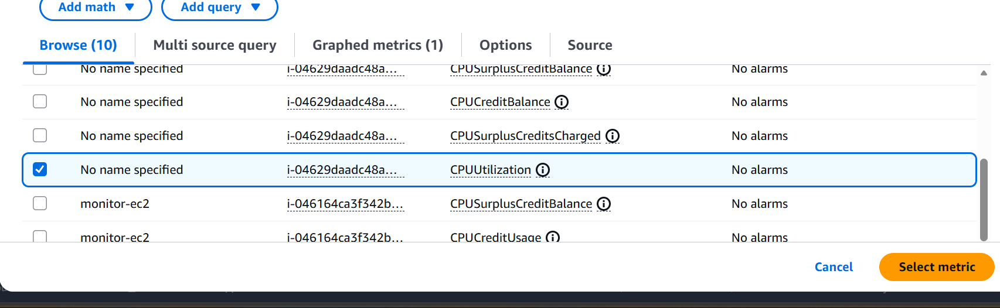 Add math ▼ Add query ▼
Browse (10) Multi source query Graphed metrics (1) Options Source
No name specified i-04629daadc48a... CPUSurplusCreditBalance No alarms
No name specified i-04629daadc48a... CPUCreditBalance No alarms
No name specified i-04629daadc48a... CPUSurplusCreditsCharged No alarms
No name specified i-04629daadc48a... CPUUtilization No alarms
monitor-ec2 i-046164ca3f342b... CPUSurplusCreditBalance No alarms
monitor-ec2 i-046164ca3f342b... CPUCreditUsage No alarms
Cancel Select metric